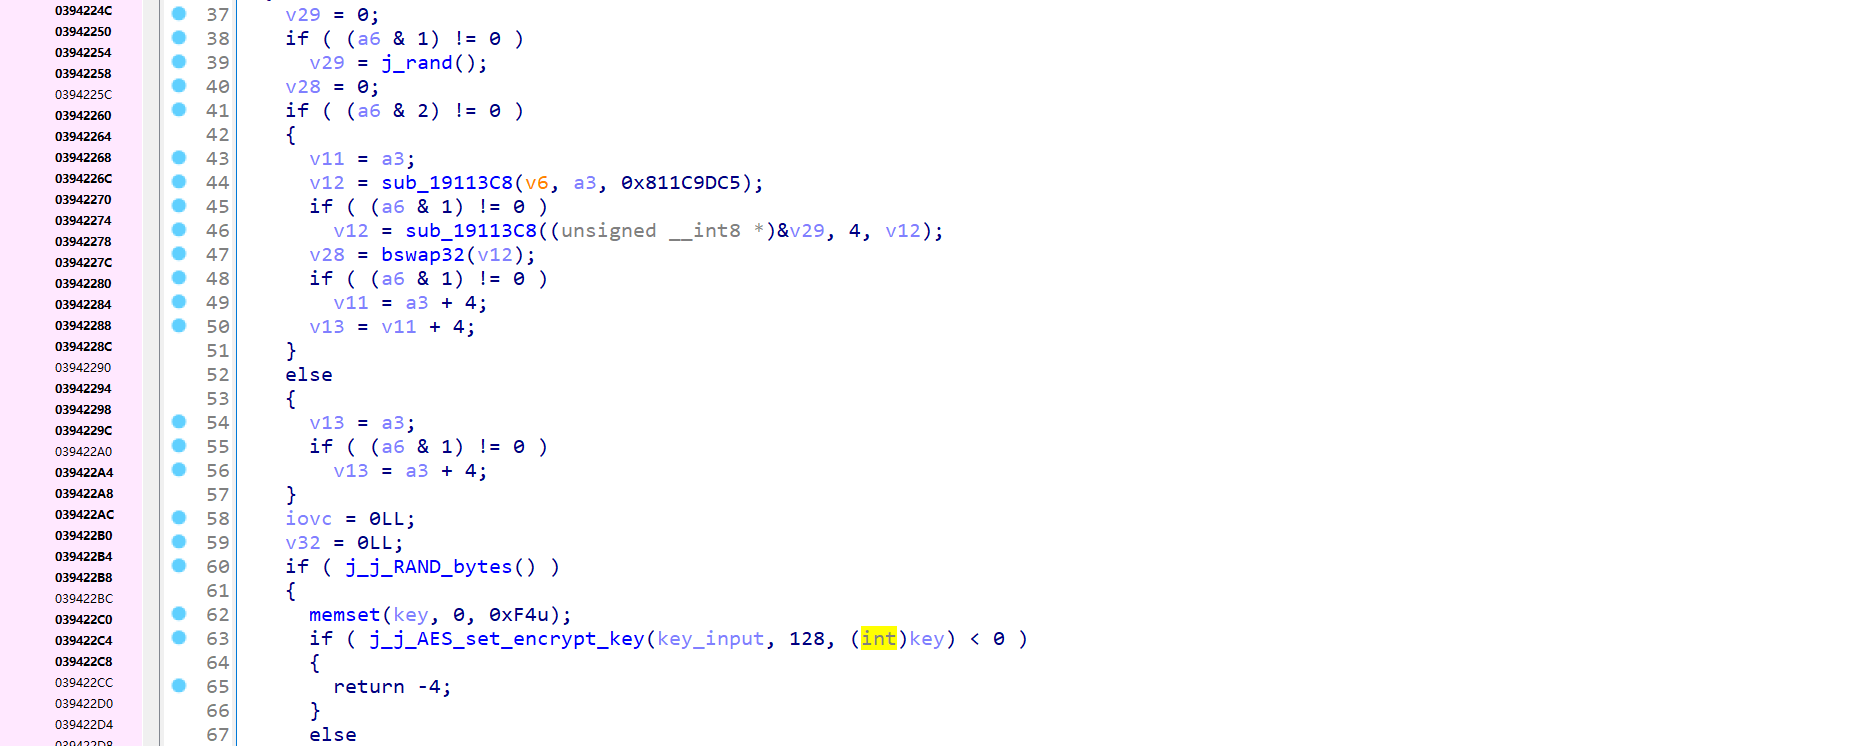 0394224C 37 v29 = 0;
03942250 38 if ( (a6 & 1) != 0 )
03942254 39 v29 = j_rand();
03942258 40 v28 = 0;
0394225C 41 if ( (a6 & 2) != 0 )
03942260 42 {
03942264 43 v11 = a3;
03942268 44 v12 = sub_19113C8(v6, a3, 0x811C9DC5);
0394226C 45 if ( (a6 & 1) != 0 )
03942270 46 v12 = sub_19113C8((unsigned __int8 *)&v29, 4, v12);
03942274 47 v28 = bswap32(v12);
03942278 48 if ( (a6 & 1) != 0 )
0394227C 49 v11 = a3 + 4;
03942280 50 v13 = v11 + 4;
03942284 51 }
03942288 52 else
0394228C 53 {
03942290 54 v13 = a3;
03942294 55 if ( (a6 & 1) != 0 )
03942298 56 v13 = a3 + 4;
0394229C 57 }
039422A0 58 iovc = 0LL;
039422A4 59 v32 = 0LL;
039422A8 60 if ( j_j_RAND_bytes() )
039422AC 61 {
039422B0 62 memset(key, 0, 0xF4u);
039422B4 63 if ( j_j_AES_set_encrypt_key(key_input, 128, (int)key) < 0 )
039422B8 64 {
039422BC 65 return -4;
039422C0 66 }
039422C4 67 else
039422C8
039422CC
039422D0
039422D4
039422D8